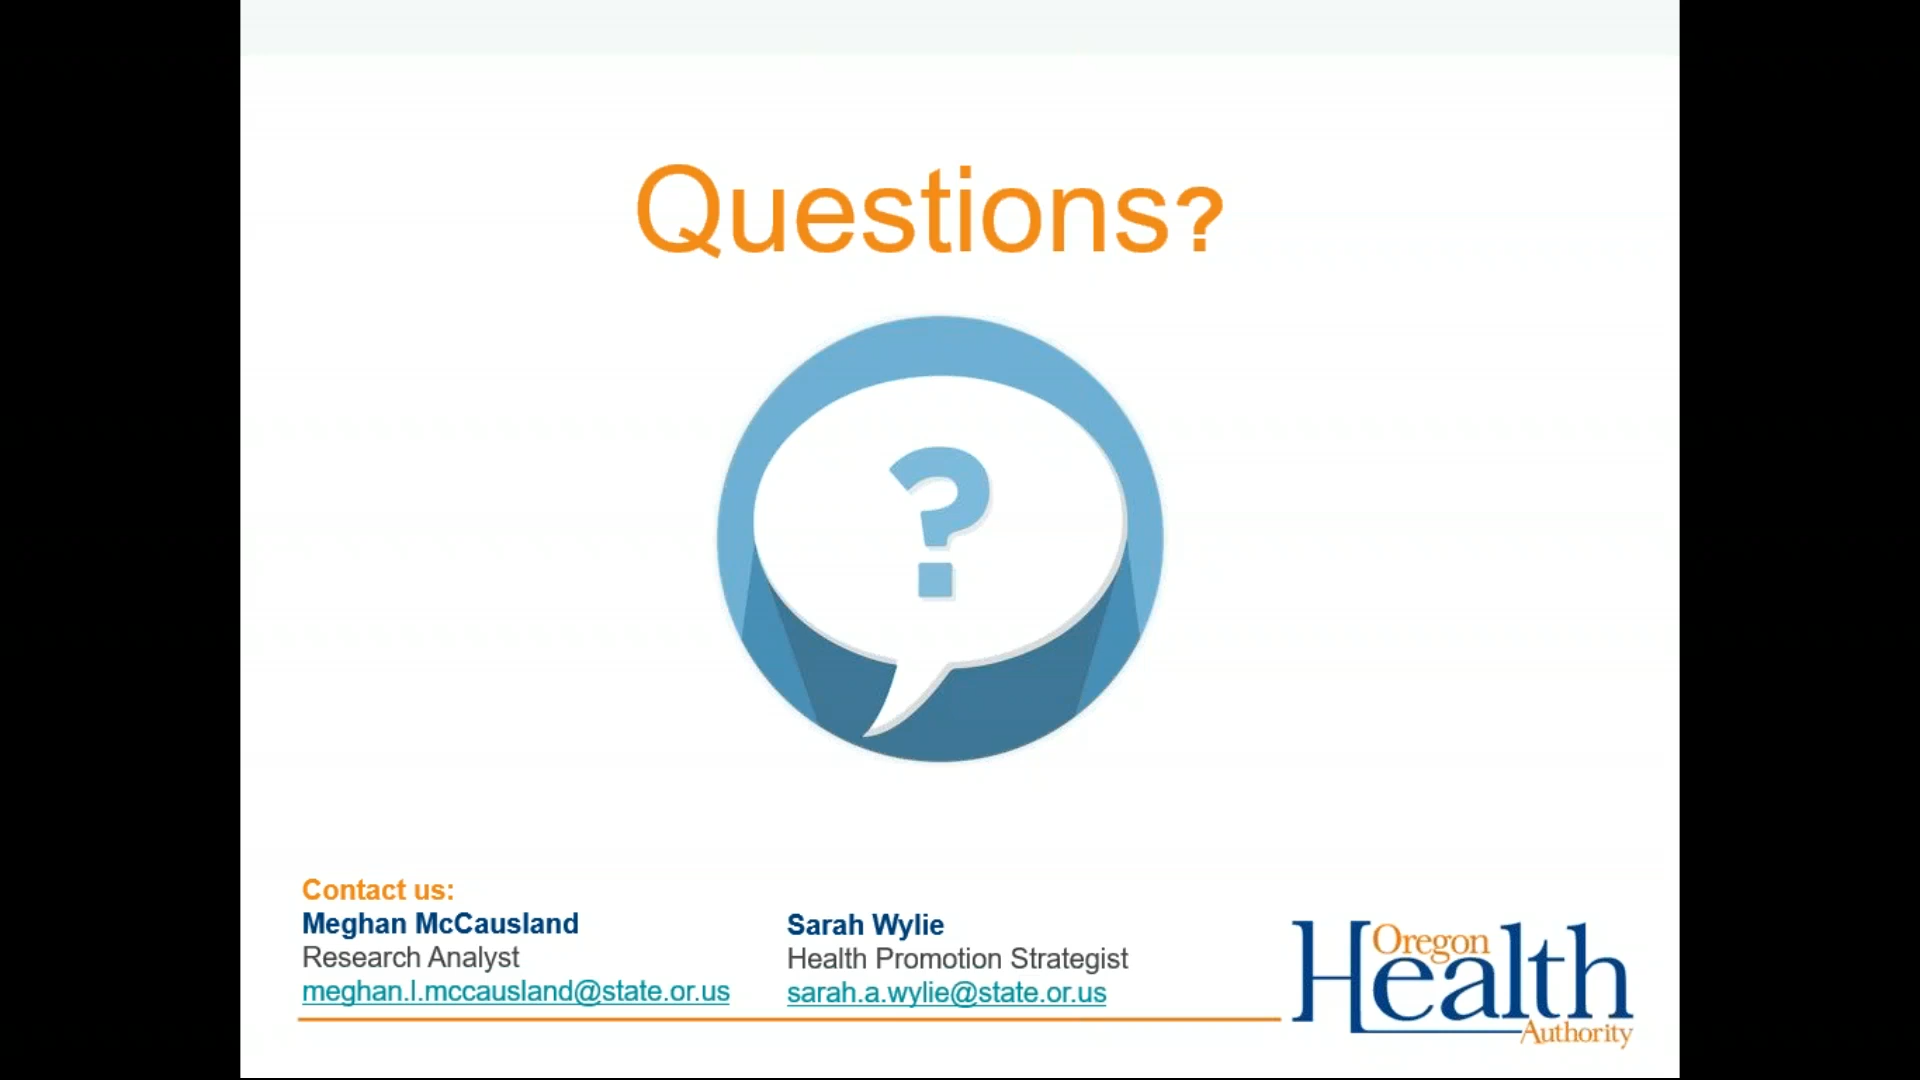 Questions?
?
Contact us:
Meghan McCausland
Research Analyst
meghan.l.mccausland@state.or.us
Sarah Wylie
Health Promotion Strategist
sarah.a.wylie@state.or.us
Oregon
Health
Authority